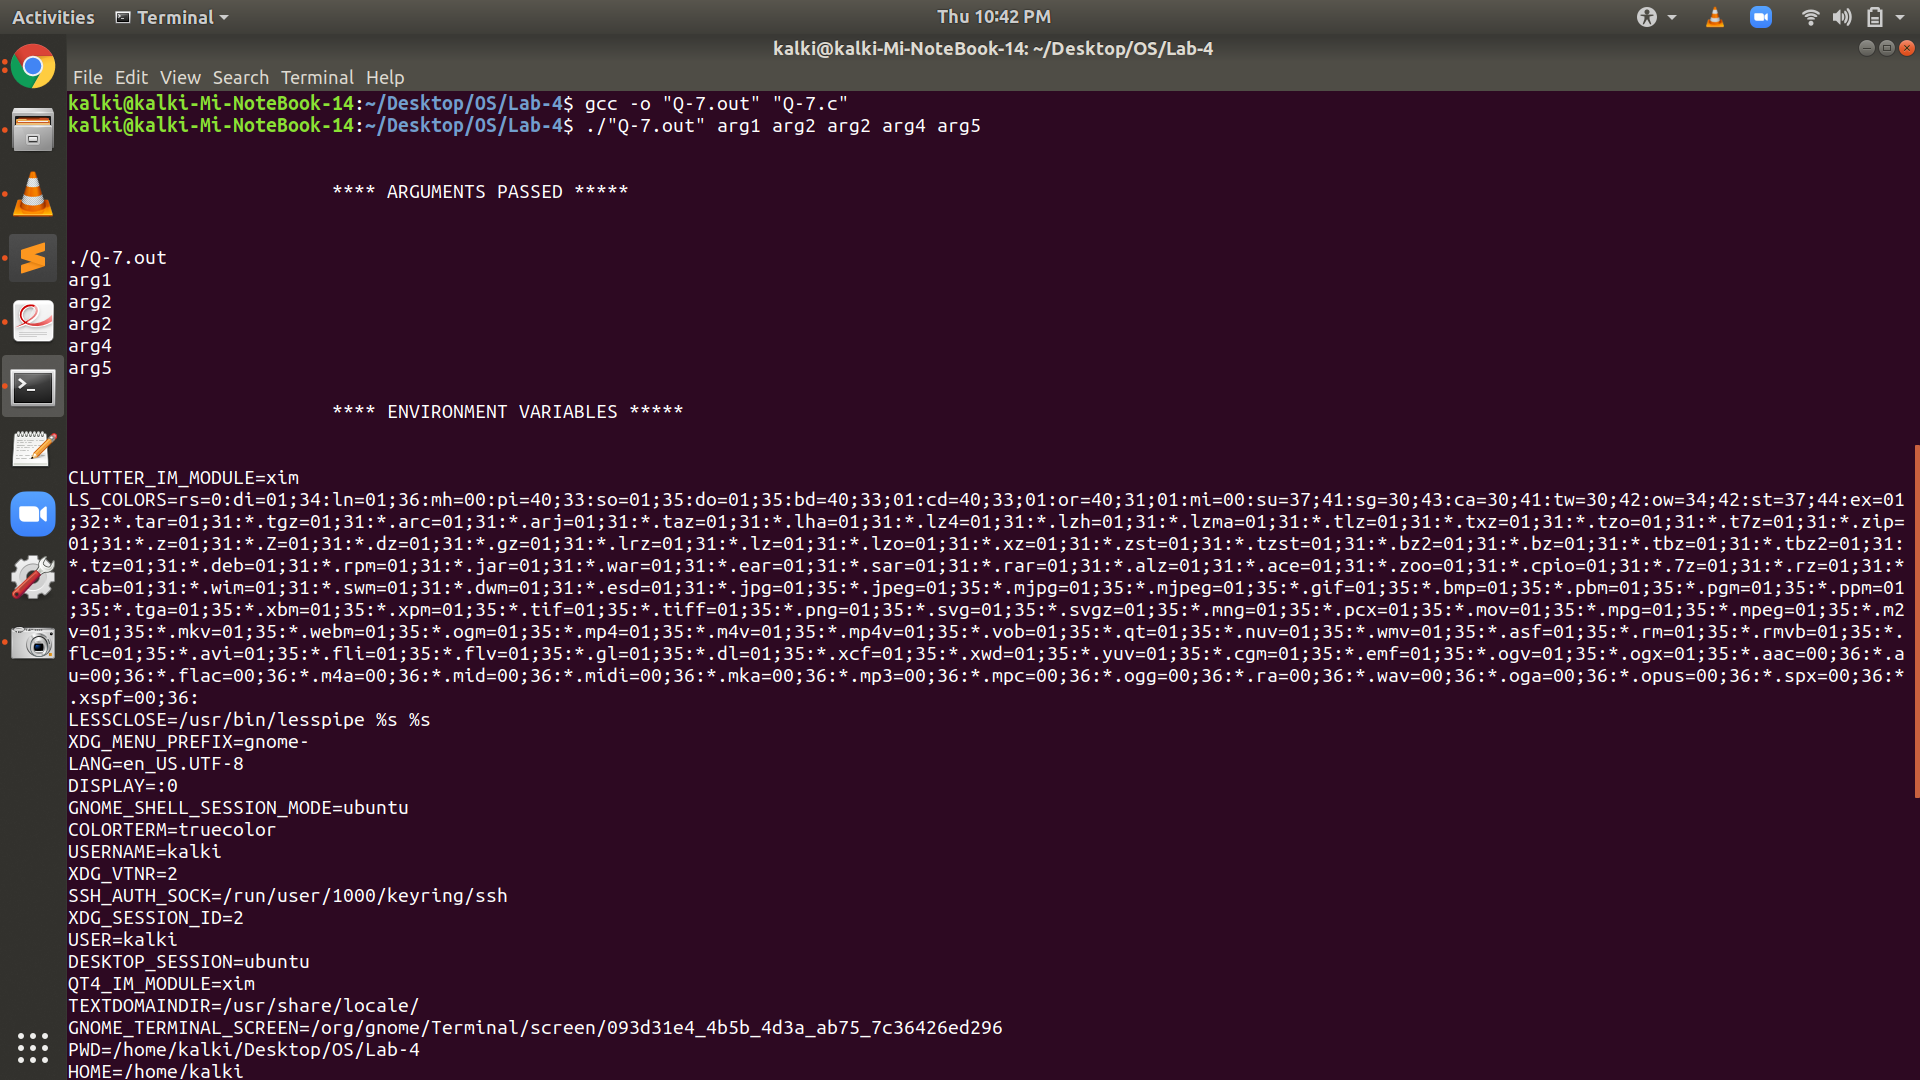 Activities Terminal Thu 10:42 PM
kalki@kalki-Mi-NoteBook-14: ~/Desktop/OS/Lab-4
File Edit View Search Terminal Help
kalki@kalki-Mi-NoteBook-14:~/Desktop/OS/Lab-4$ gcc -o "Q-7.out" "Q-7.c"
kalki@kalki-Mi-NoteBook-14:~/Desktop/OS/Lab-4$ ./"Q-7.out" arg1 arg2 arg2 arg4 arg5
**** ARGUMENTS PASSED *****
./Q-7.out
arg1
arg2
arg2
arg4
arg5
**** ENVIRONMENT VARIABLES *****
CLUTTER_IM_MODULE=xim
LS_COLORS=rs=0:di=01;34:ln=01;36:mh=00:pi=40;33:so=01;35:do=01;35:bd=40;33;01:cd=40;33;01:or=40;31;01:mi=00:su=37;41:sg=30;43:ca=30;41:tw=30;42:ow=34;42:st=37;44:ex=01
;32:*.tar=01;31:*.tgz=01;31:*.arc=01;31:*.arj=01;31:*.taz=01;31:*.lha=01;31:*.lz4=01;31:*.lzh=01;31:*.lzma=01;31:*.tlz=01;31:*.txz=01;31:*.tzo=01;31:*.t7z=01;31:*.zip=
01;31:*.z=01;31:*.Z=01;31:*.dz=01;31:*.gz=01;31:*.lrz=01;31:*.lz=01;31:*.lzo=01;31:*.xz=01;31:*.zst=01;31:*.tzst=01;31:*.bz2=01;31:*.bz=01;31:*.tbz=01;31:*.tbz2=01;31:
*.tz=01;31:*.deb=01;31:*.rpm=01;31:*.jar=01;31:*.war=01;31:*.ear=01;31:*.sar=01;31:*.rar=01;31:*.alz=01;31:*.ace=01;31:*.zoo=01;31:*.cpio=01;31:*.7z=01;31:*.rz=01;31:*
.cab=01;31:*.wim=01;31:*.swm=01;31:*.dwm=01;31:*.esd=01;31:*.jpg=01;35:*.jpeg=01;35:*.mjpg=01;35:*.mjpeg=01;35:*.gif=01;35:*.bmp=01;35:*.pbm=01;35:*.pgm=01;35:*.ppm=01
;35:*.tga=01;35:*.xbm=01;35:*.xpm=01;35:*.tif=01;35:*.tiff=01;35:*.png=01;35:*.svg=01;35:*.svgz=01;35:*.mng=01;35:*.pcx=01;35:*.mov=01;35:*.mpg=01;35:*.mpeg=01;35:*.m2
v=01;35:*.mkv=01;35:*.webm=01;35:*.ogm=01;35:*.mp4=01;35:*.m4v=01;35:*.mp4v=01;35:*.vob=01;35:*.qt=01;35:*.nuv=01;35:*.wmv=01;35:*.asf=01;35:*.rm=01;35:*.rmvb=01;35:*.
flc=01;35:*.avi=01;35:*.fli=01;35:*.flv=01;35:*.gl=01;35:*.dl=01;35:*.xcf=01;35:*.xwd=01;35:*.yuv=01;35:*.cgm=01;35:*.emf=01;35:*.ogv=01;35:*.ogx=01;35:*.aac=00;36:*.a
u=00;36:*.flac=00;36:*.m4a=00;36:*.mid=00;36:*.midi=00;36:*.mka=00;36:*.mp3=00;36:*.mpc=00;36:*.ogg=00;36:*.ra=00;36:*.wav=00;36:*.oga=00;36:*.opus=00;36:*.spx=00;36:*
.xspf=00;36:
LESSCLOSE=/usr/bin/lesspipe %s %s
XDG_MENU_PREFIX=gnome-
LANG=en_US.UTF-8
DISPLAY=:0
GNOME_SHELL_SESSION_MODE=ubuntu
COLORTERM=truecolor
USERNAME=kalki
XDG_VTNR=2
SSH_AUTH_SOCK=/run/user/1000/keyring/ssh
XDG_SESSION_ID=2
USER=kalki
DESKTOP_SESSION=ubuntu
QT4_IM_MODULE=xim
TEXTDOMAINDIR=/usr/share/locale/
GNOME_TERMINAL_SCREEN=/org/gnome/Terminal/screen/093d31e4_4b5b_4d3a_ab75_7c36426ed296
PWD=/home/kalki/Desktop/OS/Lab-4
HOME=/home/kalki